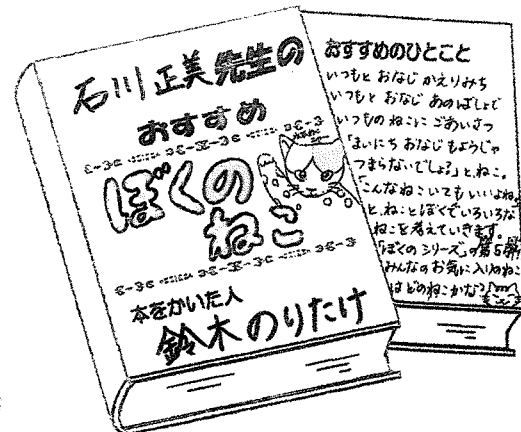 石川正美先生の
おすすめ
ぼくの
ねこ
本をかいた人
鈴木のりたけ
おすすめのひとこと
いつもと おなじ かえりみち
いつもと おなじ あのばしょで
いつもの ねこに ごあいさつ
「まいにち おなじ もようじゃ
つまらないでしょ?」と、ねこ。
「こんなねこいてもいいよね。」
と、ねことぼくでいろいろな
ねこを考えていきます。
「ぼくのシリーズ」の第5弾!
みんなのお気に入りのねこ
はどのねこかな?